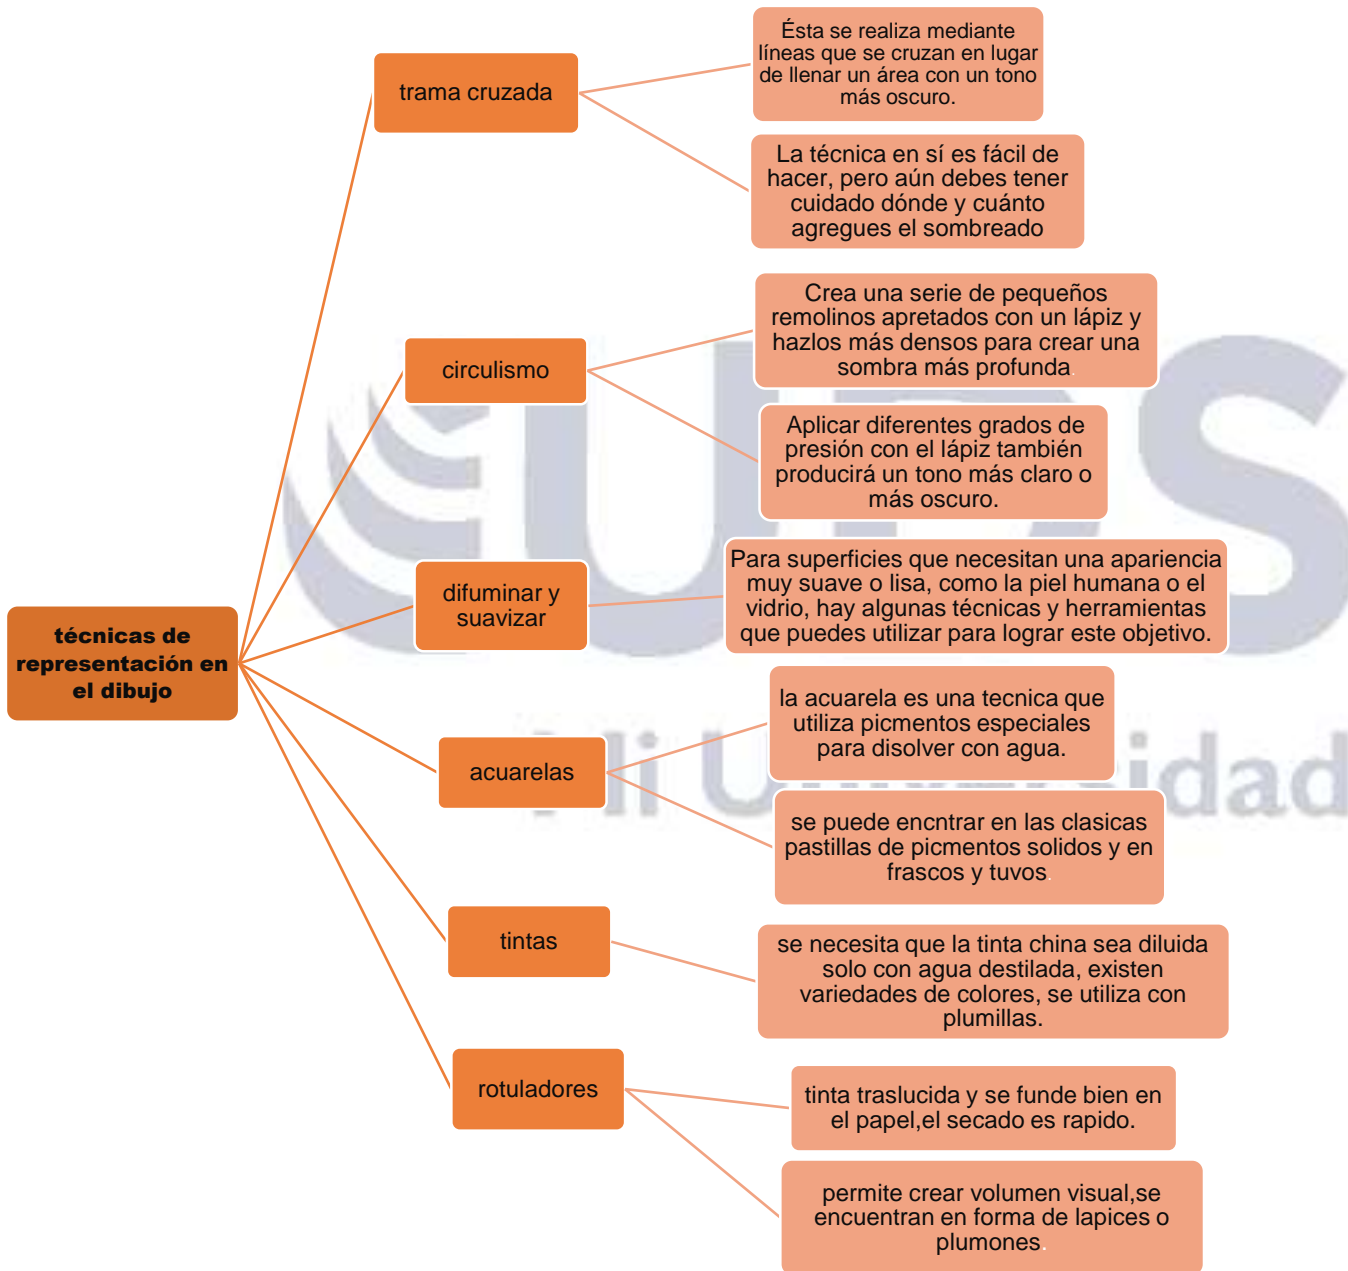 técnicas de
representación en
el dibujo
trama cruzada
Ésta se realiza mediante
líneas que se cruzan en lugar
de llenar un área con un tono
más oscuro.
La técnica en sí es fácil de
hacer, pero aún debes tener
cuidado dónde y cuánto
agregues el sombreado
circulismo
Crea una serie de pequeños
remolinos apretados con un lápiz y
hazlos más densos para crear una
sombra más profunda.
Aplicar diferentes grados de
presión con el lápiz también
producirá un tono más claro o
más oscuro.
difuminar y
suavizar
Para superficies que necesitan una apariencia
muy suave o lisa, como la piel humana o el
vidrio, hay algunas técnicas y herramientas
que puedes utilizar para lograr este objetivo.
acuarelas
la acuarela es una tecnica que
utiliza picmentos especiales
para disolver con agua.
se puede encntrar en las clasicas
pastillas de picmentos solidos y en
frascos y tuvos.
tintas
se necesita que la tinta china sea diluida
solo con agua destilada, existen
variedades de colores, se utiliza con
plumillas.
rotuladores
tinta traslucida y se funde bien en
el papel,el secado es rapido.
permite crear volumen visual,se
encuentran en forma de lapices o
plumones.
UDS
Mi Universidad